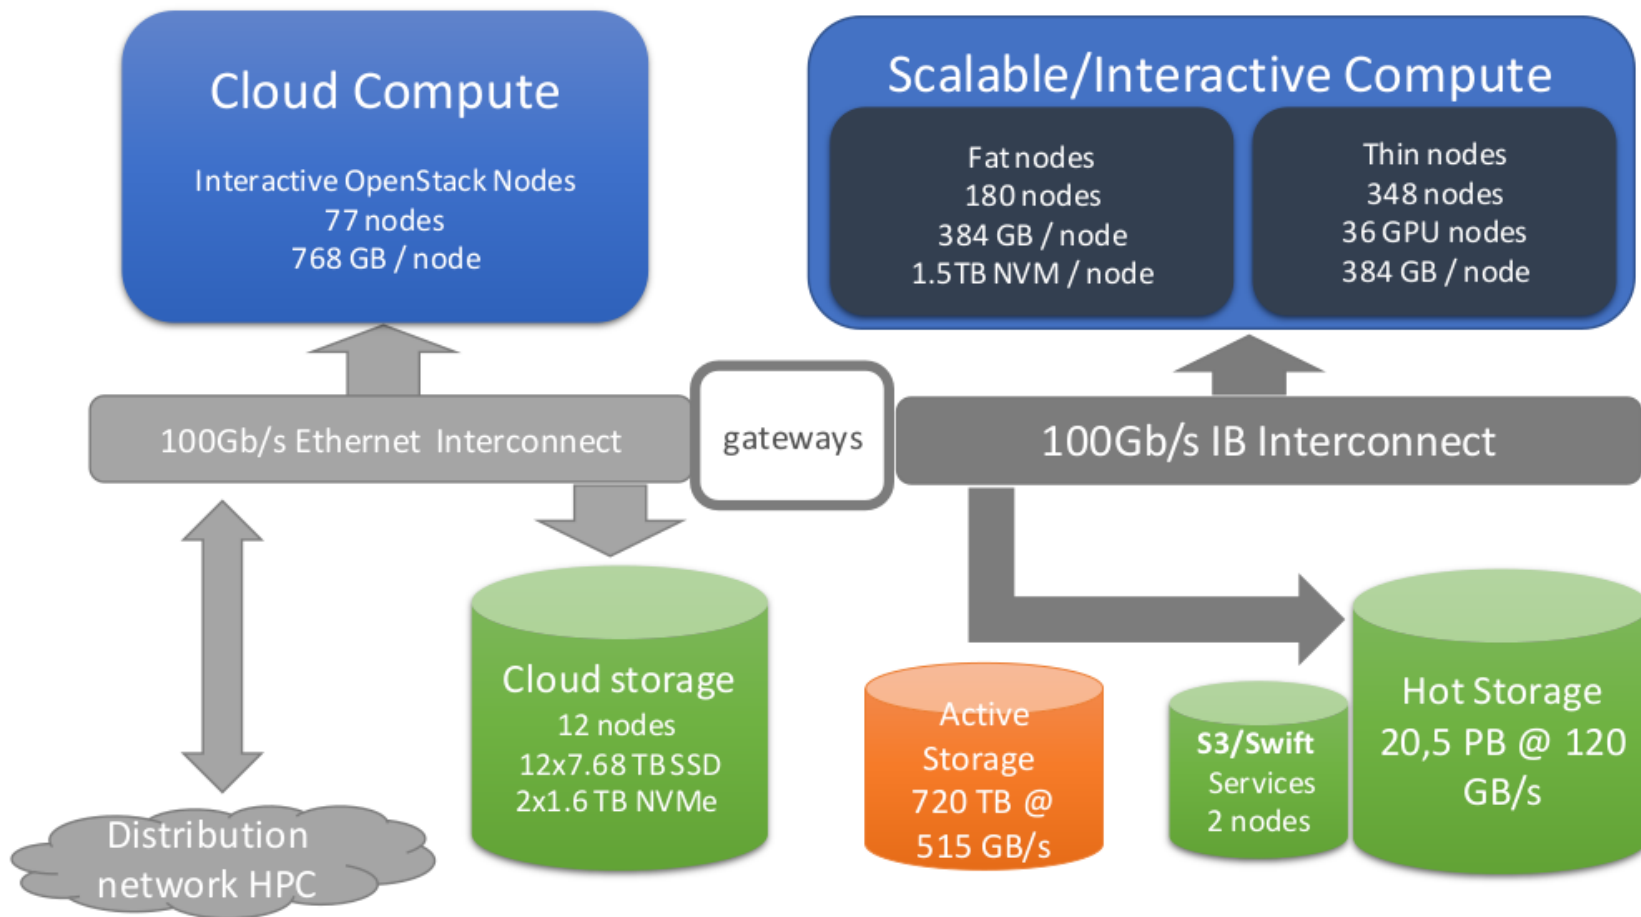 Cloud Compute
Interactive OpenStack Nodes
77 nodes
768 GB / node
Scalable/Interactive Compute
Fat nodes
180 nodes
384 GB / node
1.5TB NVM / node
Thin nodes
348 nodes
36 GPU nodes
384 GB / node
100Gb/s Ethernet Interconnect
gateways
100Gb/s IB Interconnect
Distribution
network HPC
Cloud storage
12 nodes
12x7.68 TB SSD
2x1.6 TB NVMe
Active
Storage
720 TB @
515 GB/s
S3/Swift
Services
2 nodes
Hot Storage
20,5 PB @ 120
GB/s